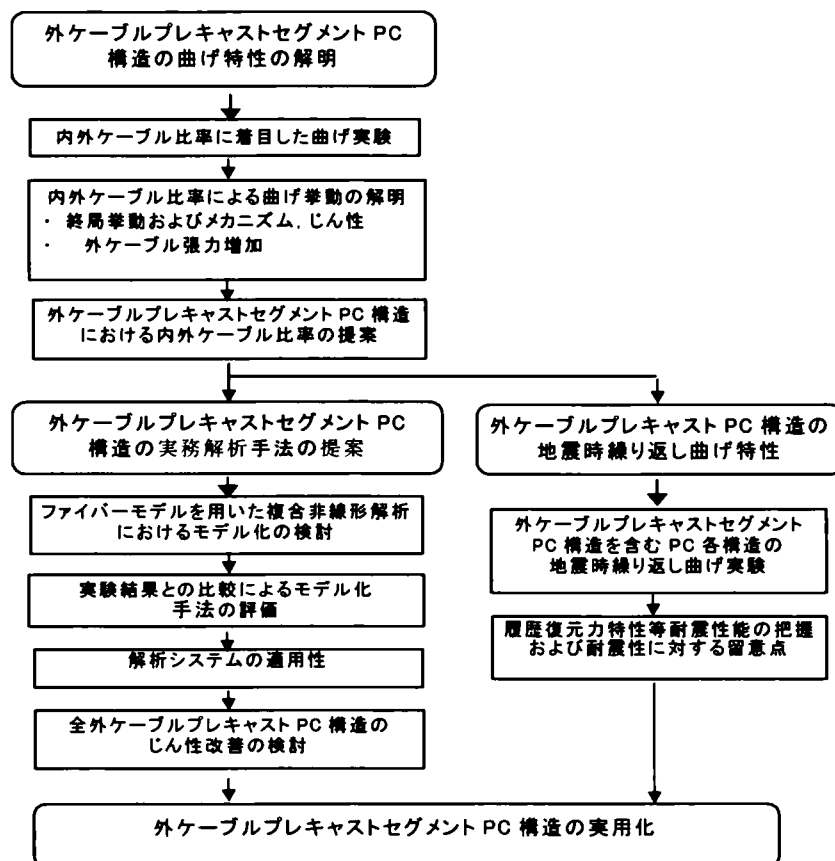 外ケーブルプレキャストセグメント PC
構造の曲げ特性の解明
内外ケーブル比率に着目した曲げ実験
内外ケーブル比率による曲げ挙動の解明
・ 終局挙動およびメカニズム,じん性
・ 外ケーブル張力増加
外ケーブルプレキャストセグメント PC 構造
における内外ケーブル比率の提案
外ケーブルプレキャストセグメント PC
構造の実務解析手法の提案
ファイバーモデルを用いた複合非線形解析
におけるモデル化の検討
実験結果との比較によるモデル化
手法の評価
解析システムの適用性
全外ケーブルプレキャスト PC 構造の
じん性改善の検討
外ケーブルプレキャスト PC 構造の
地震時繰り返し曲げ特性
外ケーブルプレキャストセグメント
PC 構造を含む PC 各構造の
地震時繰り返し曲げ実験
履歴復元力特性等耐震性能の把握
および耐震性に対する留意点
外ケーブルプレキャストセグメント PC 構造の実用化